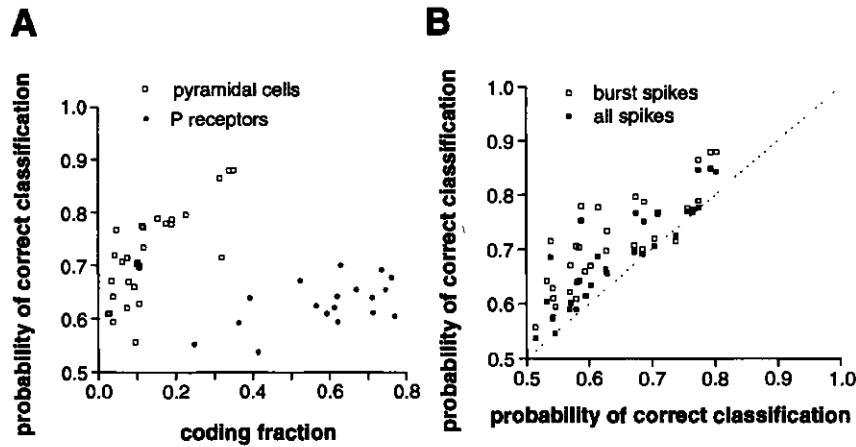 A
pyramidal cells
P receptors
probability of correct classification
1.0
0.9
0.8
0.7
0.6
0.5
0.0
0.2
0.4
0.6
0.8
coding fraction
B
burst spikes
all spikes
probability of correct classification
1.0
0.9
0.8
0.7
0.6
0.5
0.5
0.6
0.7
0.8
0.9
1.0
probability of correct classification